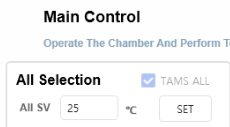 Main Control
Operate The Chamber And Perform
All Selection TAMS ALL
All SV 25 °C SET